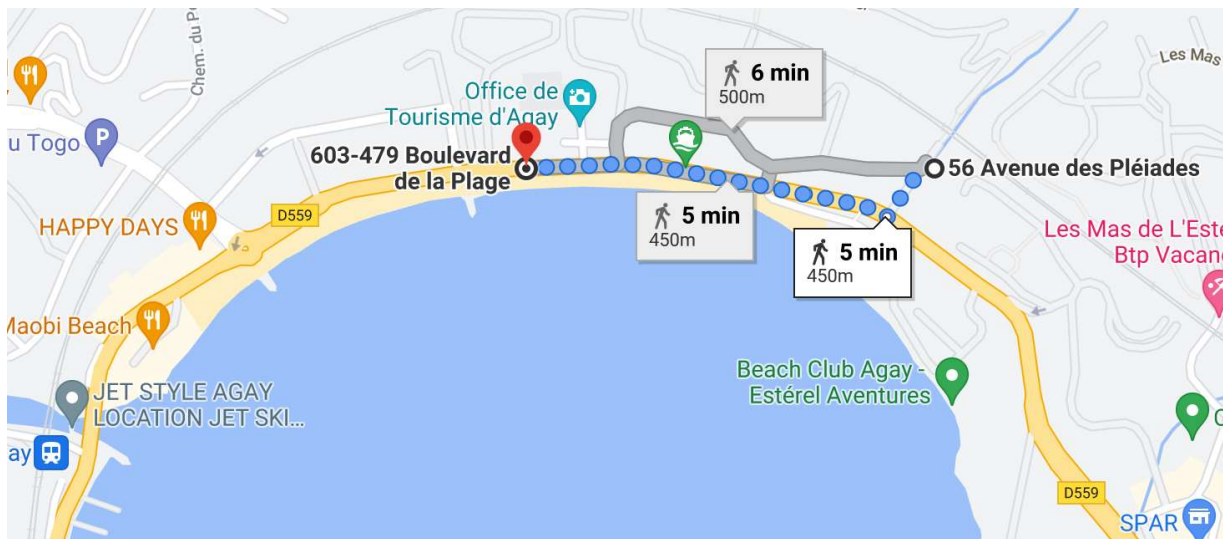 Chem. du Po
Les Mas
6 min
500m
Office de
Tourisme d'Agay
u Togo
P
603-479 Boulevard
de la Plage
56 Avenue des Pléiades
HAPPY DAYS
D559
5 min
450m
5 min
450m
Les Mas de L'Este
Btp Vacanc
Maobi Beach
Beach Club Agay -
Estérel Aventures
JET STYLE AGAY
LOCATION JET SKI...
ay
D559
SPAR